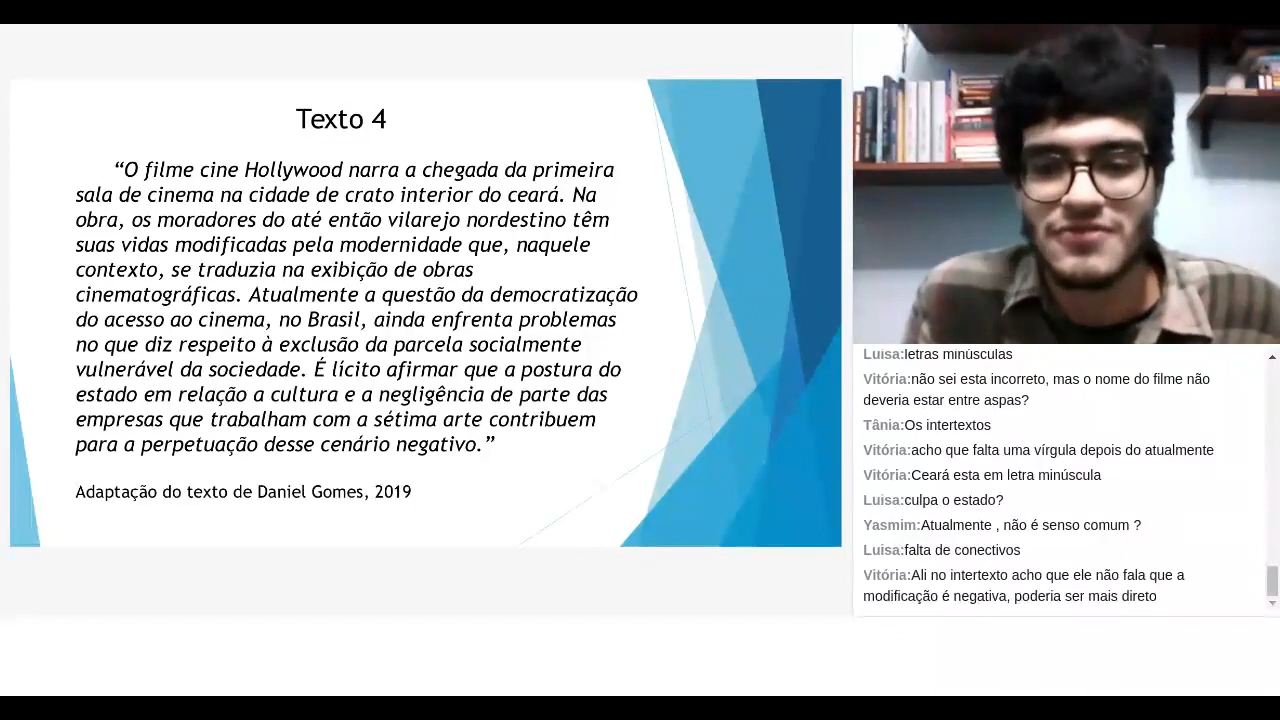 Texto 4
“O filme cine Hollywood narra a chegada da primeira
sala de cinema na cidade de crato interior do ceará. Na
obra, os moradores do até então vilarejo nordestino têm
suas vidas modificadas pela modernidade que, naquele
contexto, se traduzia na exibição de obras
cinematográficas. Atualmente a questão da democratização
do acesso ao cinema, no Brasil, ainda enfrenta problemas
no que diz respeito à exclusão da parcela socialmente
vulnerável da sociedade. É lícito afirmar que a postura do
estado em relação a cultura e a negligência de parte das
empresas que trabalham com a sétima arte contribuem
para a perpetuação desse cenário negativo.”
Adaptação do texto de Daniel Gomes, 2019
Luisa:letras minúsculas
Vitória:não sei esta incorreto, mas o nome do filme não
deveria estar entre aspas?
Tânia:Os intertextos
Vitória:acho que falta uma vírgula depois do atualmente
Vitória:Ceará esta em letra minúscula
Luisa:culpa o estado?
Yasmim:Atualmente , não é senso comum ?
Luisa:falta de conectivos
Vitória:Ali no intertexto acho que ele não fala que a
modificação é negativa, poderia ser mais direto